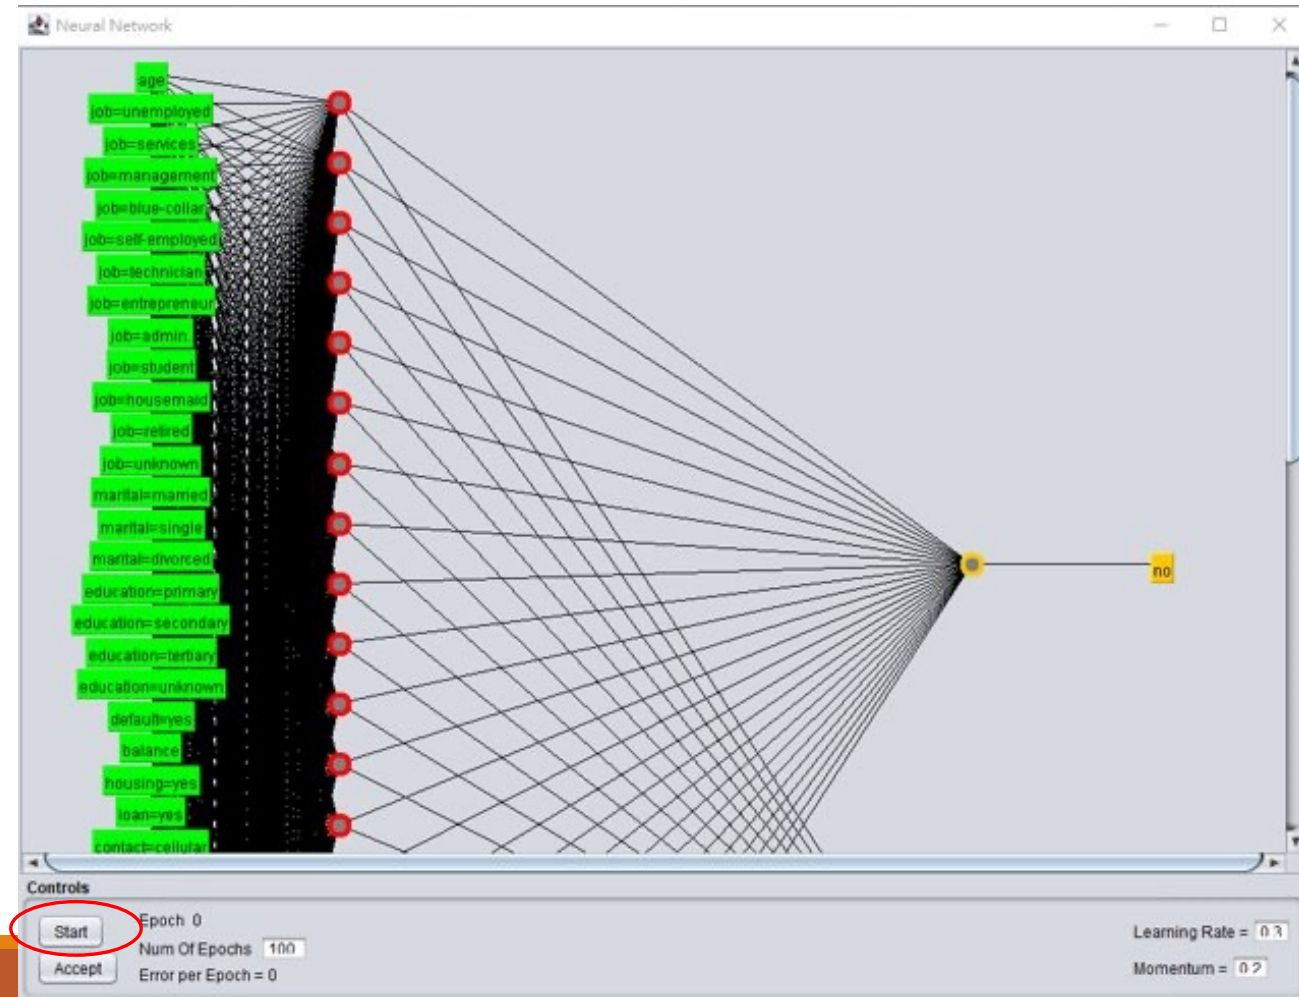 Neural Network
age
job=unemployed
job=services
job=management
job=blue-collar
job=self-employed
job=technician
job=entrepreneur
job=admin.
job=student
job=housemaid
job=retired
job=unknown
marital=married
marital=single
marital=divorced
education=primary
education=secondary
education=tertiary
education=unknown
default=yes
balance
housing=yes
loan=yes
contact=cellular
no
Controls
Start
Epoch 0
Num Of Epochs 100
Accept
Error per Epoch = 0
Learning Rate = 0.3
Momentum = 0.2